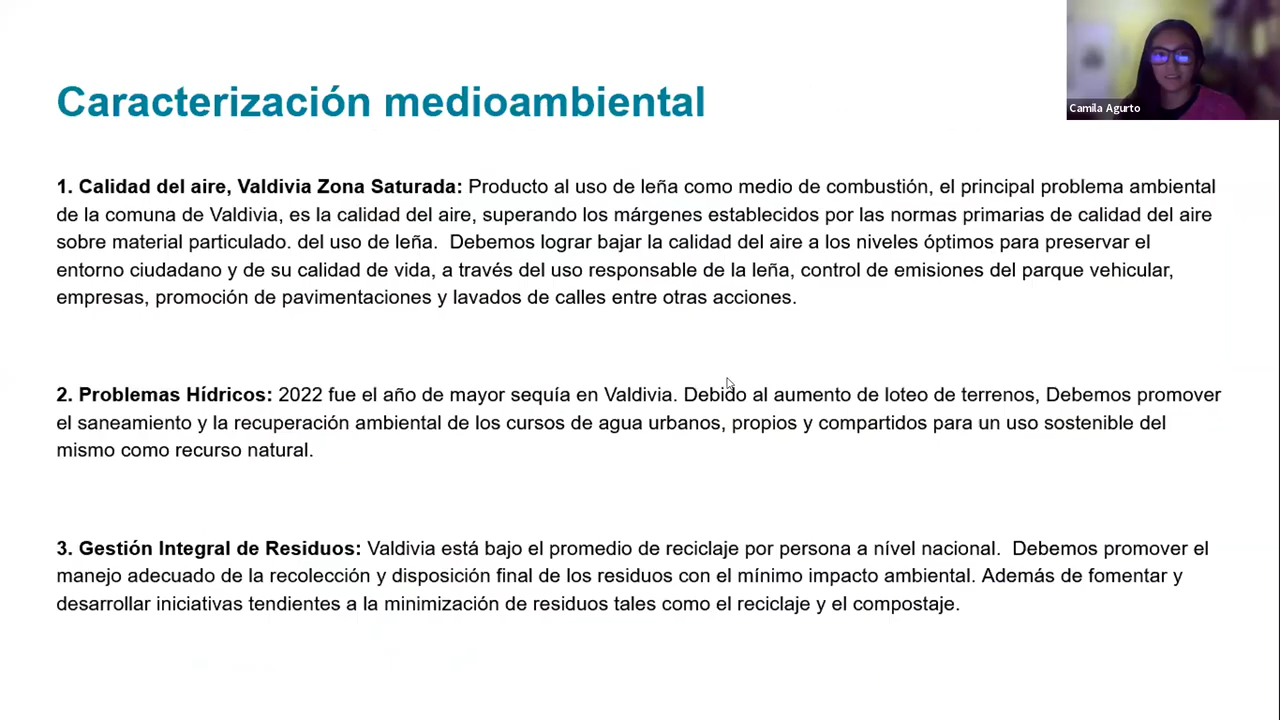 Caracterización medioambiental
Camila Agurto
1. Calidad del aire, Valdivia Zona Saturada: Producto al uso de leña como medio de combustión, el principal problema ambiental
de la comuna de Valdivia, es la calidad del aire, superando los márgenes establecidos por las normas primarias de calidad del aire
sobre material particulado. del uso de leña.  Debemos lograr bajar la calidad del aire a los niveles óptimos para preservar el
entorno ciudadano y de su calidad de vida, a través del uso responsable de la leña, control de emisiones del parque vehicular,
empresas, promoción de pavimentaciones y lavados de calles entre otras acciones.
2. Problemas Hídricos: 2022 fue el año de mayor sequía en Valdivia. Debido al aumento de loteo de terrenos, Debemos promover
el saneamiento y la recuperación ambiental de los cursos de agua urbanos, propios y compartidos para un uso sostenible del
mismo como recurso natural.
3. Gestión Integral de Residuos: Valdivia está bajo el promedio de reciclaje por persona a nível nacional.  Debemos promover el
manejo adecuado de la recolección y disposición final de los residuos con el mínimo impacto ambiental. Además de fomentar y
desarrollar iniciativas tendientes a la minimización de residuos tales como el reciclaje y el compostaje.